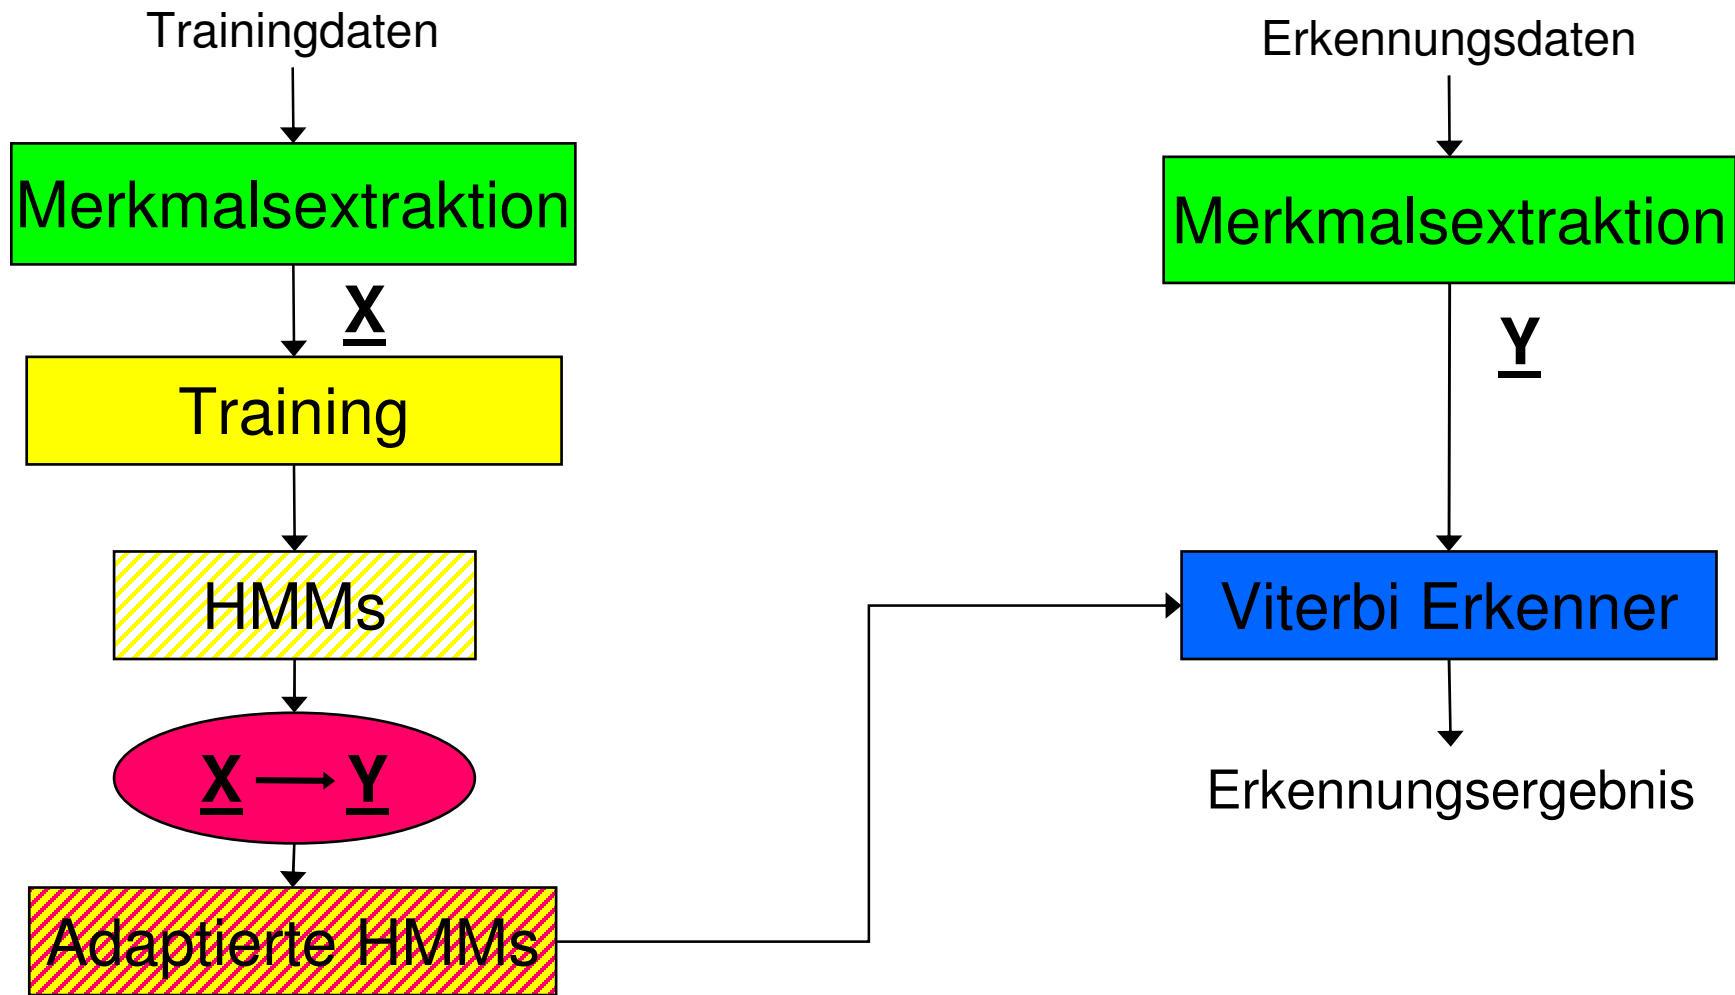 Trainingdaten
Merkmalsextraktion
X
Training
HMMs
X → Y
Adaptierte HMMs
Erkennungsdaten
Merkmalsextraktion
Y
Viterbi Erkenner
Erkennungsergebnis